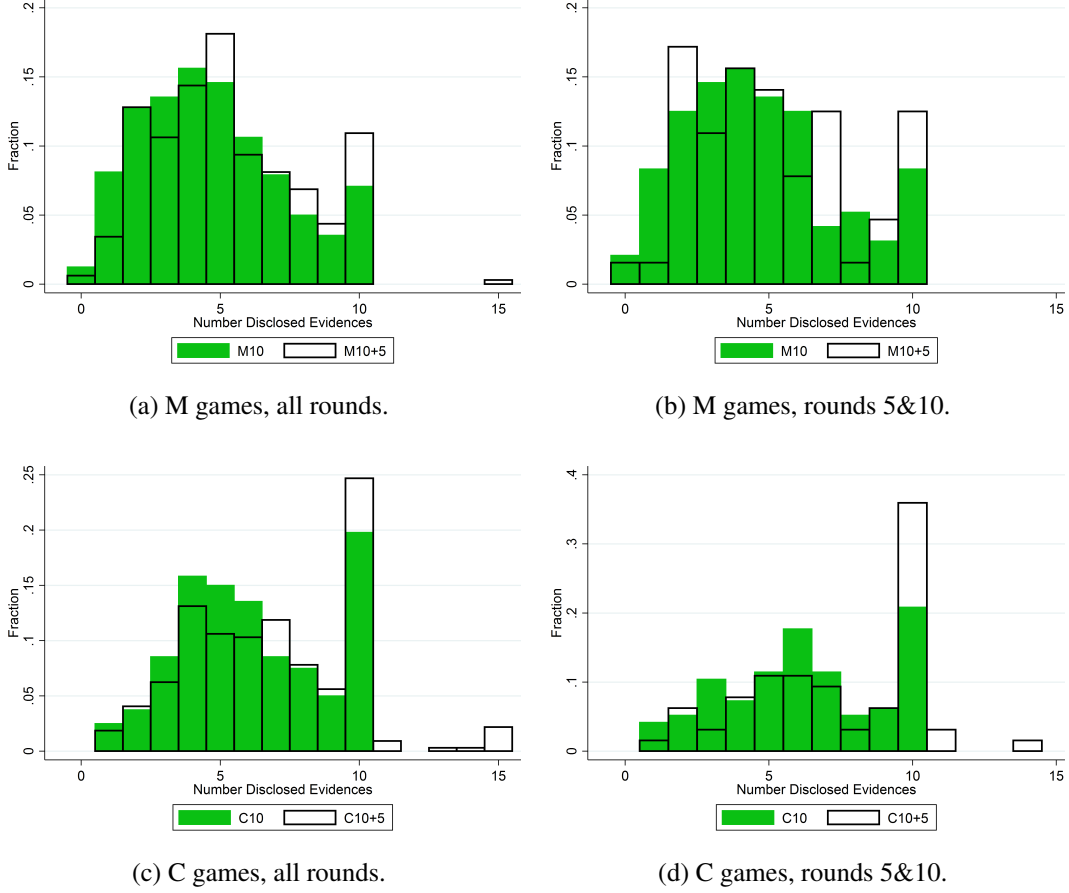 .2
.15
.1
.05
0
Fraction
0 5 10 15
Number Disclosed Evidences
M10 M10+5
(a) M games, all rounds.
.2
.15
.1
.05
0
Fraction
0 5 10 15
Number Disclosed Evidences
M10 M10+5
(b) M games, rounds 5&10.
.25
.2
.15
.1
.05
0
Fraction
0 5 10 15
Number Disclosed Evidences
C10 C10+5
(c) C games, all rounds.
.4
.3
.2
.1
0
Fraction
0 5 10 15
Number Disclosed Evidences
C10 C10+5
(d) C games, rounds 5&10.